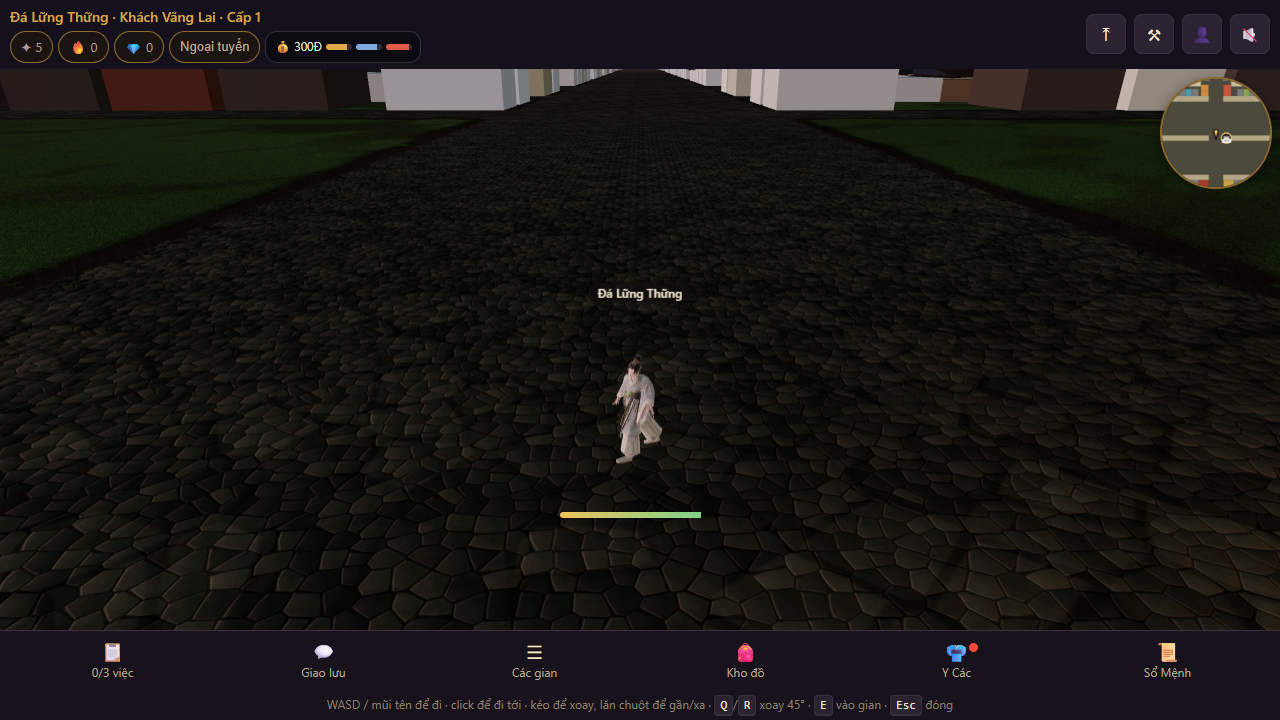 Đá Lững Thững · Khách Vãng Lai · Cấp 1
5
0
0
Ngoại tuyến
300Đ
Đá Lững Thững
0/3 việc
Giao lưu
Các gian
Kho đồ
Y Các
Sổ Mệnh
WASD / mũi tên để đi · click để đi tới · kéo để xoay, lăn chuột để gần/xa · Q / R xoay 45° · E vào gian · Esc đóng